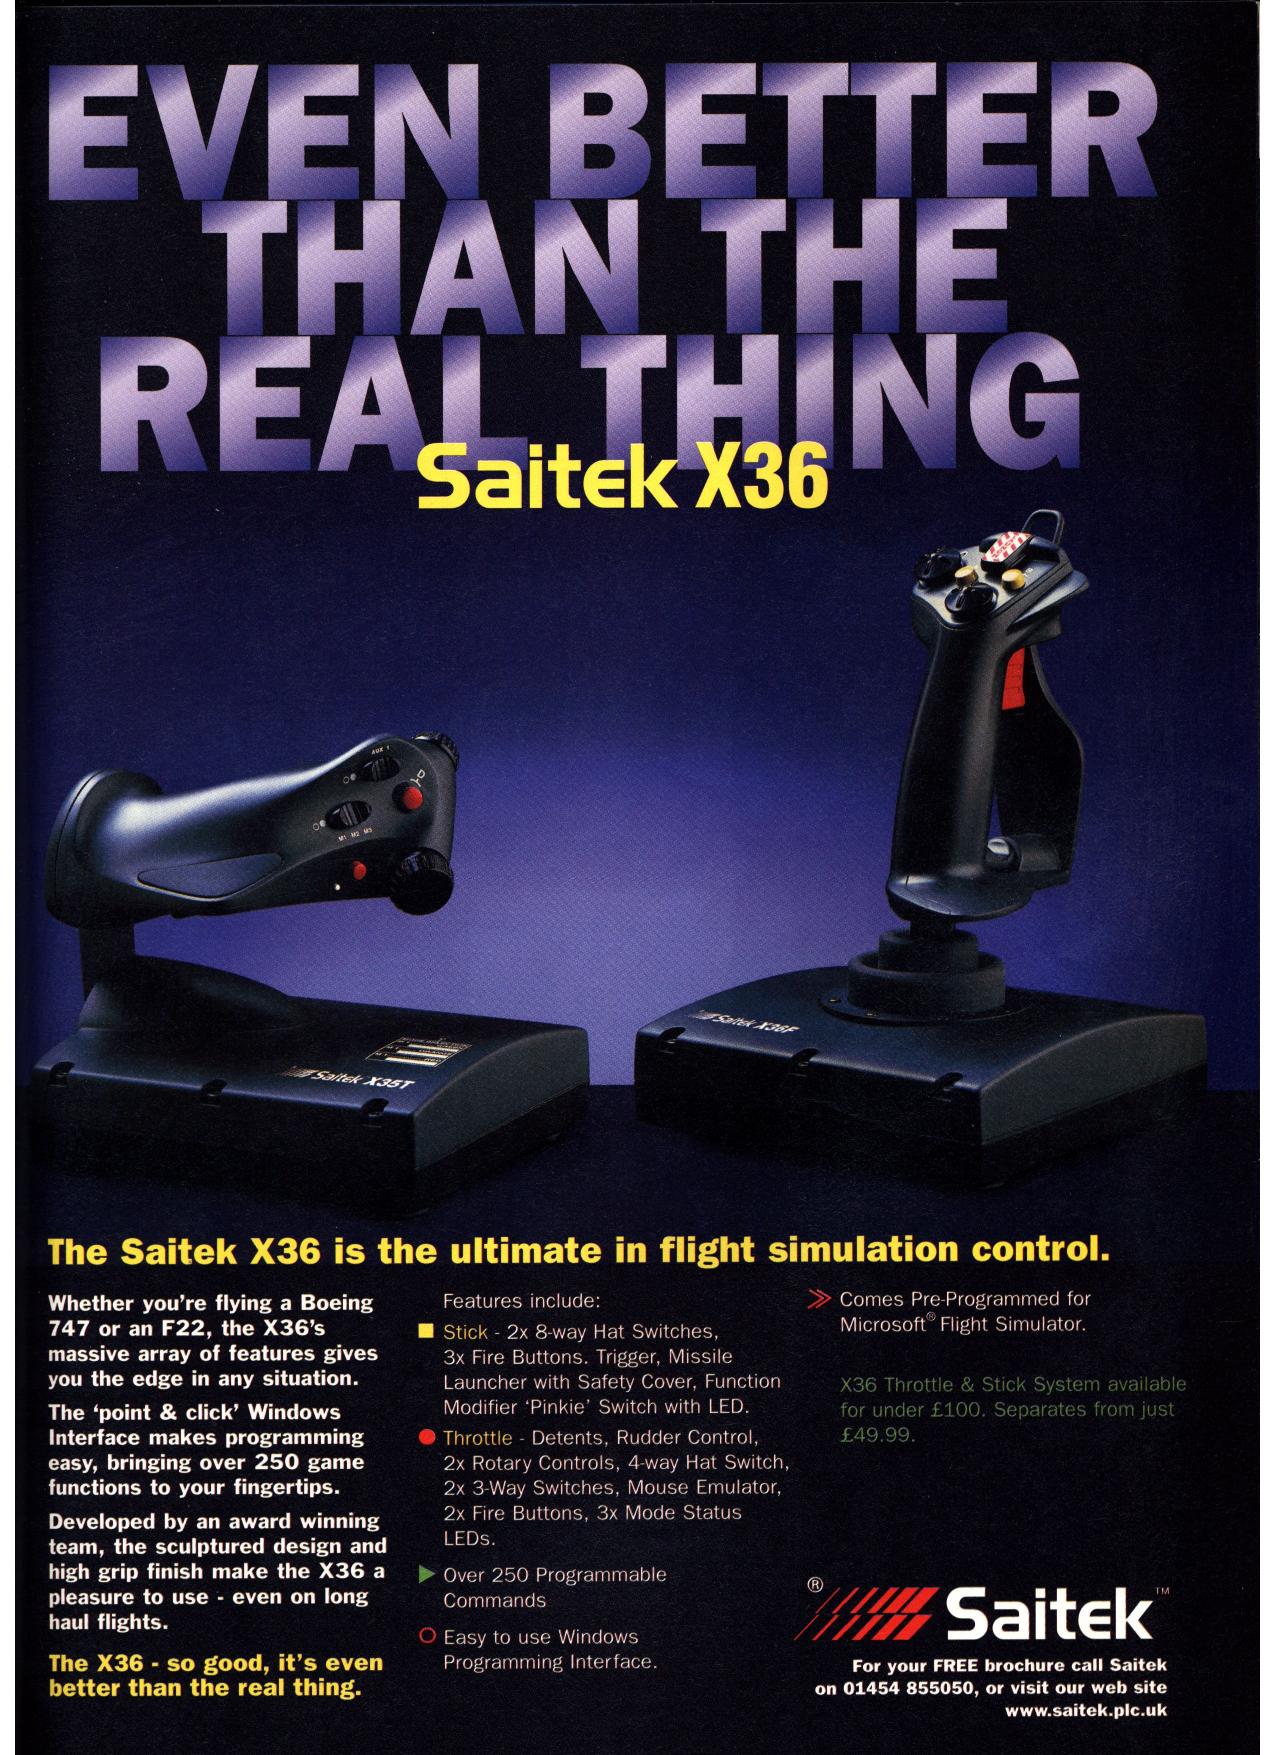 EVEN BETTER
THAN THE
REAL THING
Saitek X36
AUX 1
D
M1 M2 M3
Saitek X35T
Saitek X36F
The Saitek X36 is the ultimate in flight simulation control.
Whether you're flying a Boeing
747 or an F22, the X36's
massive array of features gives
you the edge in any situation.
The 'point & click' Windows
Interface makes programming
easy, bringing over 250 game
functions to your fingertips.
Developed by an award winning
team, the sculptured design and
high grip finish make the X36 a
pleasure to use - even on long
haul flights.
The X36 - so good, it's even
better than the real thing.
Features include:
Stick - 2x 8-way Hat Switches,
3x Fire Buttons. Trigger, Missile
Launcher with Safety Cover, Function
Modifier 'Pinkie' Switch with LED.
Throttle - Detents, Rudder Control,
2x Rotary Controls, 4-way Hat Switch,
2x 3-Way Switches, Mouse Emulator,
2x Fire Buttons, 3x Mode Status
LEDs.
Over 250 Programmable
Commands
Easy to use Windows
Programming Interface.
Comes Pre-Programmed for
Microsoft® Flight Simulator.
X36 Throttle & Stick System available
for under £100. Separates from just
£49.99.
® Saitek™
For your FREE brochure call Saitek
on 01454 855050, or visit our web site
www.saitek.plc.uk